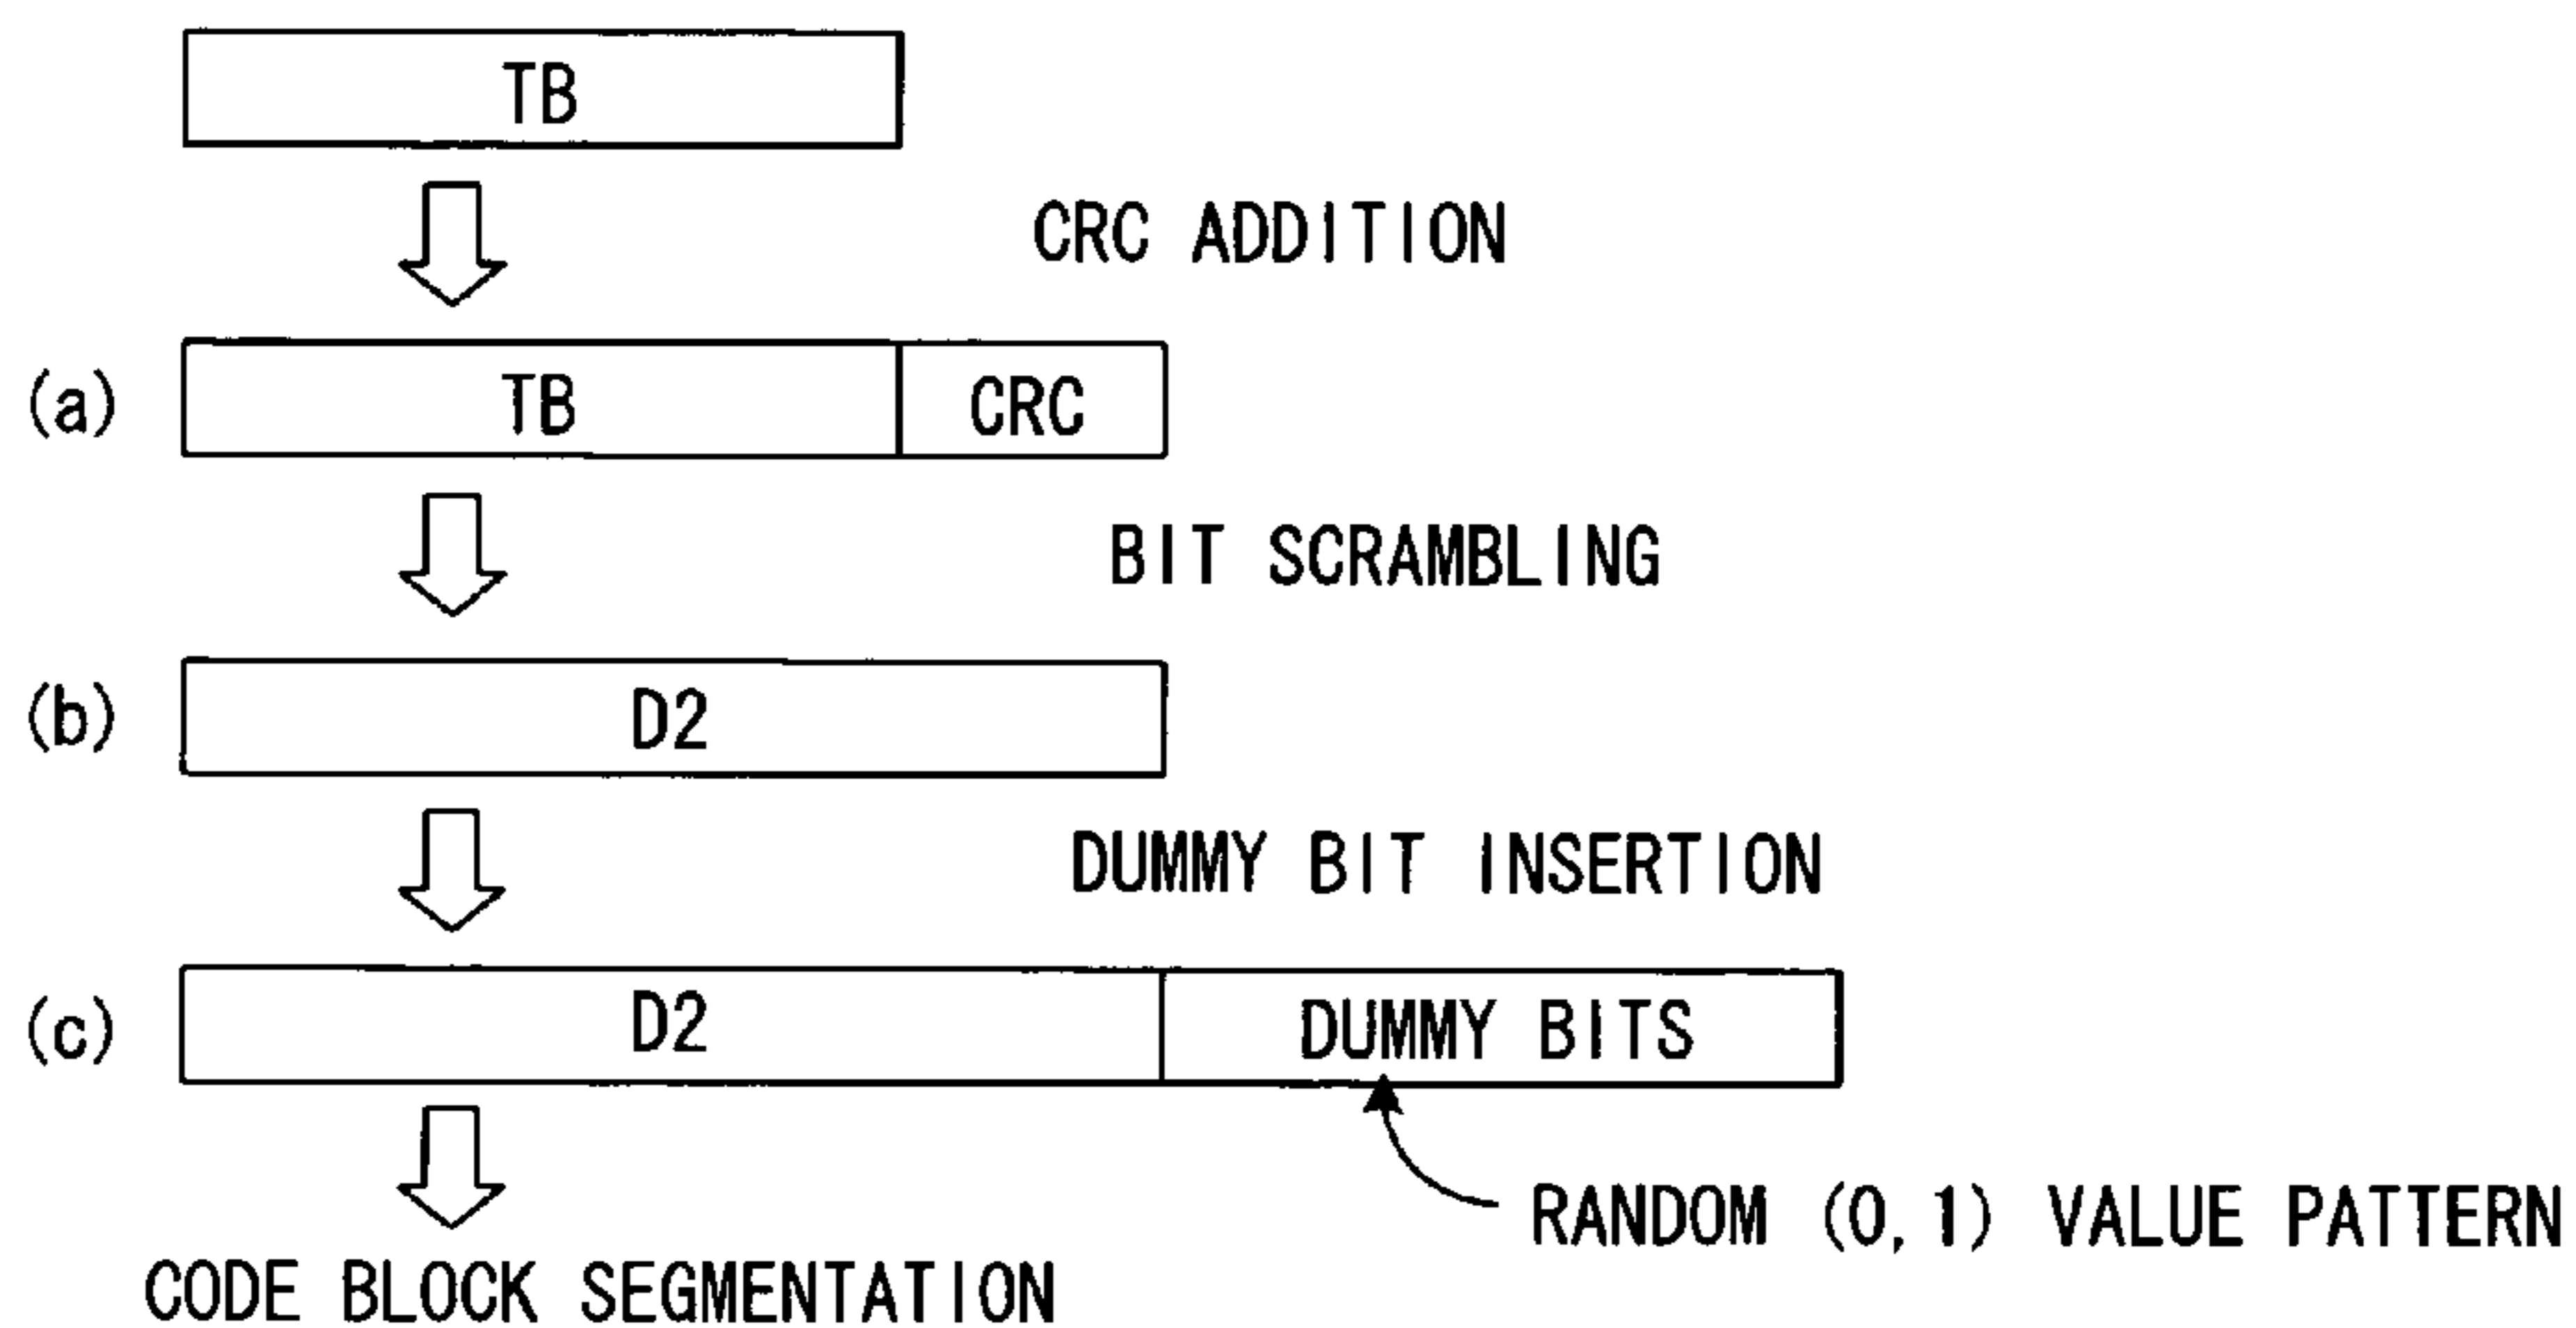 TB
CRC ADDITION
(a) TB CRC
BIT SCRAMBLING
(b) D2
DUMMY BIT INSERTION
(c) D2 DUMMY BITS
RANDOM (0,1) VALUE PATTERN
CODE BLOCK SEGMENTATION